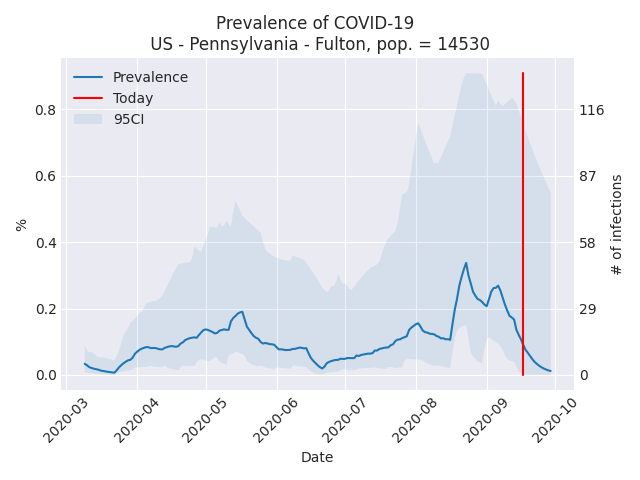 Prevalence of COVID-19
US - Pennsylvania - Fulton, pop. = 14530
Prevalence
Today
95CI
0.8
0.6
0.4
0.2
0.0
%
116
87
58
29
0
# of infections
2020-03
2020-04
2020-05
2020-06
2020-07
2020-08
2020-09
2020-10
Date